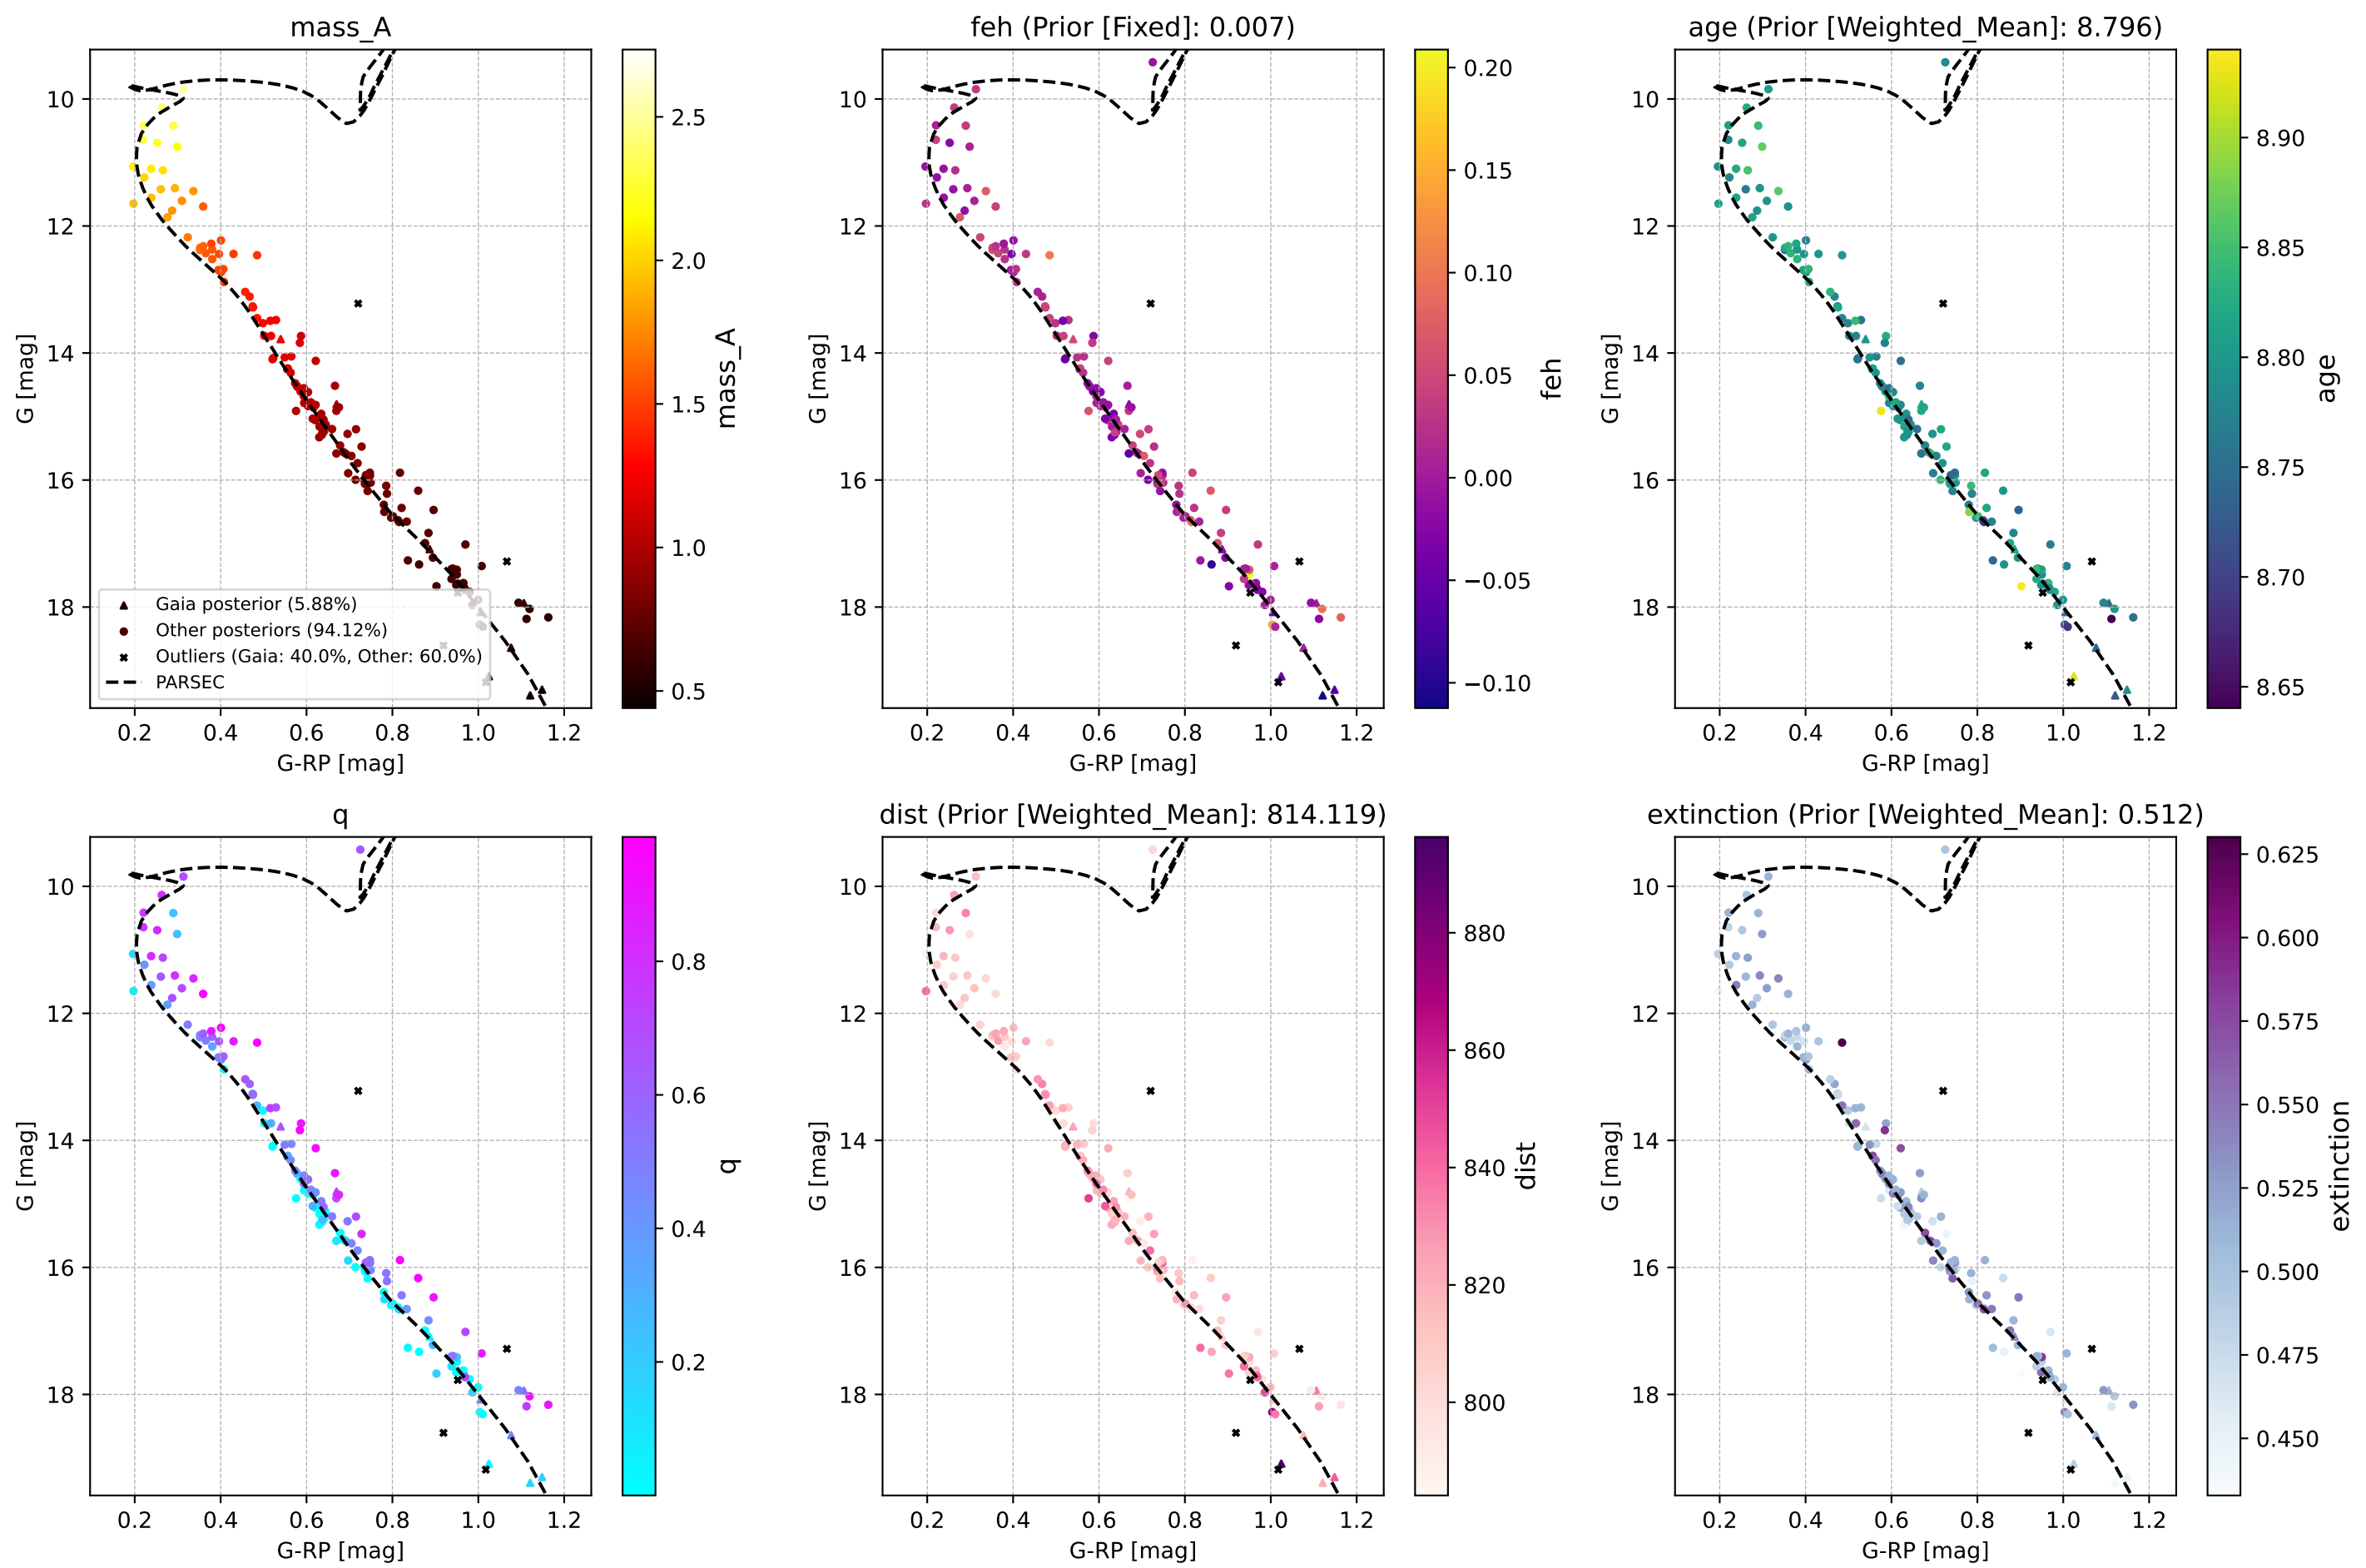 mass_A
10
12
14
16
18
G [mag]
0.2 0.4 0.6 0.8 1.0 1.2
G-RP [mag]
Gaia posterior (5.88%)
Other posteriors (94.12%)
Outliers (Gaia: 40.0%, Other: 60.0%)
PARSEC
2.5
2.0
1.5
1.0
0.5
mass_A
feh (Prior [Fixed]: 0.007)
10
12
14
16
18
G [mag]
0.2 0.4 0.6 0.8 1.0 1.2
G-RP [mag]
0.20
0.15
0.10
0.05
0.00
−0.05
−0.10
feh
age (Prior [Weighted_Mean]: 8.796)
10
12
14
16
18
G [mag]
0.2 0.4 0.6 0.8 1.0 1.2
G-RP [mag]
8.90
8.85
8.80
8.75
8.70
8.65
age
q
10
12
14
16
18
G [mag]
0.2 0.4 0.6 0.8 1.0 1.2
G-RP [mag]
0.8
0.6
0.4
0.2
q
dist (Prior [Weighted_Mean]: 814.119)
10
12
14
16
18
G [mag]
0.2 0.4 0.6 0.8 1.0 1.2
G-RP [mag]
880
860
840
820
800
dist
extinction (Prior [Weighted_Mean]: 0.512)
10
12
14
16
18
G [mag]
0.2 0.4 0.6 0.8 1.0 1.2
G-RP [mag]
0.625
0.600
0.575
0.550
0.525
0.500
0.475
0.450
extinction